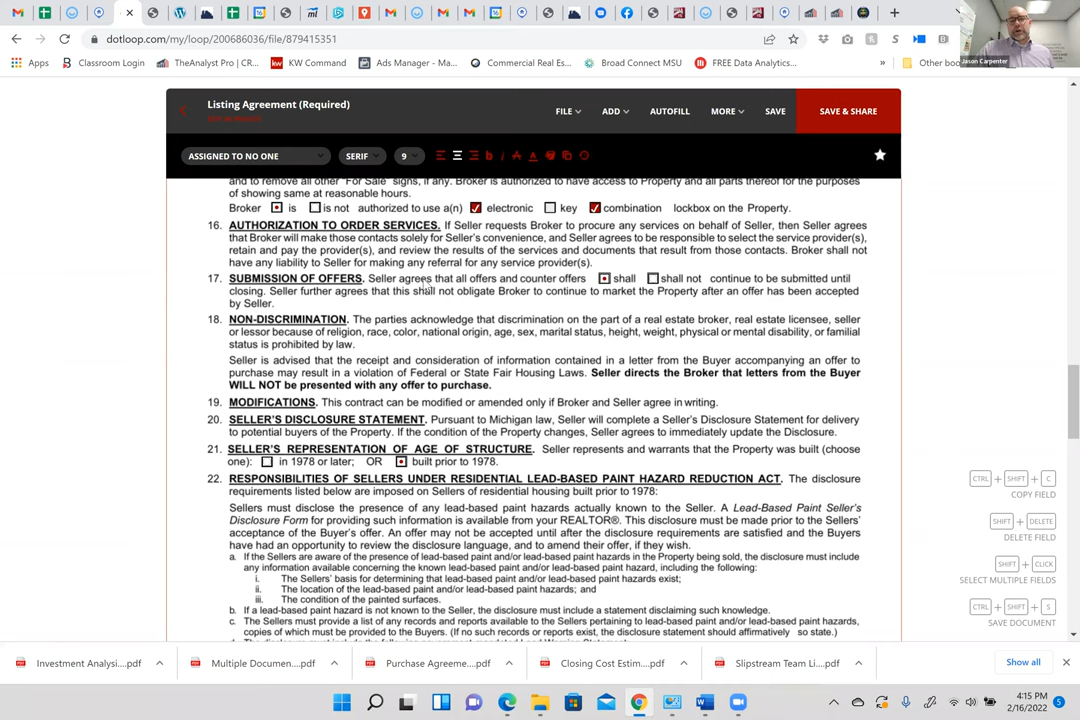 dotloop.com/my/loop/200686036/file/879415351
Jason Carpenter
Apps
Classroom Login
TheAnalyst Pro | CR...
KW Command
Ads Manager - Ma...
Commercial Real Es...
Broad Connect MSU
FREE Data Analytics...
»
Other boo
Listing Agreement (Required)
FILE
ADD
AUTOFILL
MORE
SAVE
SAVE & SHARE
ASSIGNED TO NO ONE
SERIF
9
and to remove all other "For Sale" signs, if any. Broker is authorized to have access to Property and all parts thereof for the purposes
of showing same at reasonable hours.
Broker is is not authorized to use a(n) electronic key combination lockbox on the Property.
16. AUTHORIZATION TO ORDER SERVICES. If Seller requests Broker to procure any services on behalf of Seller, then Seller agrees
that Broker will make those contacts solely for Seller's convenience, and Seller agrees to be responsible to select the service provider(s),
retain and pay the provider(s), and review the results of the services and documents that result from those contacts. Broker shall not
have any liability to Seller for making any referral for any service provider(s).
17. SUBMISSION OF OFFERS. Seller agrees that all offers and counter offers shall shall not continue to be submitted until
closing. Seller further agrees that this shall not obligate Broker to continue to market the Property after an offer has been accepted
by Seller.
18. NON-DISCRIMINATION. The parties acknowledge that discrimination on the part of a real estate broker, real estate licensee, seller
or lessor because of religion, race, color, national origin, age, sex, marital status, height, weight, physical or mental disability, or familial
status is prohibited by law.
Seller is advised that the receipt and consideration of information contained in a letter from the Buyer accompanying an offer to
purchase may result in a violation of Federal or State Fair Housing Laws. Seller directs the Broker that letters from the Buyer
WILL NOT be presented with any offer to purchase.
19. MODIFICATIONS. This contract can be modified or amended only if Broker and Seller agree in writing.
20. SELLER'S DISCLOSURE STATEMENT. Pursuant to Michigan law, Seller will complete a Seller's Disclosure Statement for delivery
to potential buyers of the Property. If the condition of the Property changes, Seller agrees to immediately update the Disclosure.
21. SELLER'S REPRESENTATION OF AGE OF STRUCTURE. Seller represents and warrants that the Property was built (choose
one): in 1978 or later; OR built prior to 1978.
22. RESPONSIBILITIES OF SELLERS UNDER RESIDENTIAL LEAD-BASED PAINT HAZARD REDUCTION ACT. The disclosure
requirements listed below are imposed on Sellers of residential housing built prior to 1978:
Sellers must disclose the presence of any lead-based paint hazards actually known to the Seller. A Lead-Based Paint Seller's
Disclosure Form for providing such information is available from your REALTOR®. This disclosure must be made prior to the Sellers'
acceptance of the Buyer's offer. An offer may not be accepted until after the disclosure requirements are satisfied and the Buyers
have had an opportunity to review the disclosure language, and to amend their offer, if they wish.
a. If the Sellers are aware of the presence of lead-based paint and/or lead-based paint hazards in the Property being sold, the disclosure must include
any information available concerning the known lead-based paint and/or lead-based paint hazard, including the following:
i. The Sellers' basis for determining that lead-based paint and/or lead-based paint hazards exist;
ii. The location of the lead-based paint and/or lead-based paint hazards; and
iii. The condition of the painted surfaces.
b. If a lead-based paint hazard is not known to the Seller, the disclosure must include a statement disclaiming such knowledge.
c. The Sellers must provide a list of any records and reports available to the Sellers pertaining to lead-based paint and/or lead-based paint hazards,
copies of which must be provided to the Buyers. (If no such records or reports exist, the disclosure statement should affirmatively so state.)
CTRL + SHIFT + C
COPY FIELD
SHIFT + DELETE
DELETE FIELD
SHIFT + CLICK
SELECT MULTIPLE FIELDS
CTRL + SHIFT + S
SAVE DOCUMENT
Investment Analysi....pdf
Multiple Documen....pdf
Purchase Agreeme....pdf
Closing Cost Estim....pdf
Slipstream Team Li....pdf
Show all
4:15 PM
2/16/2022